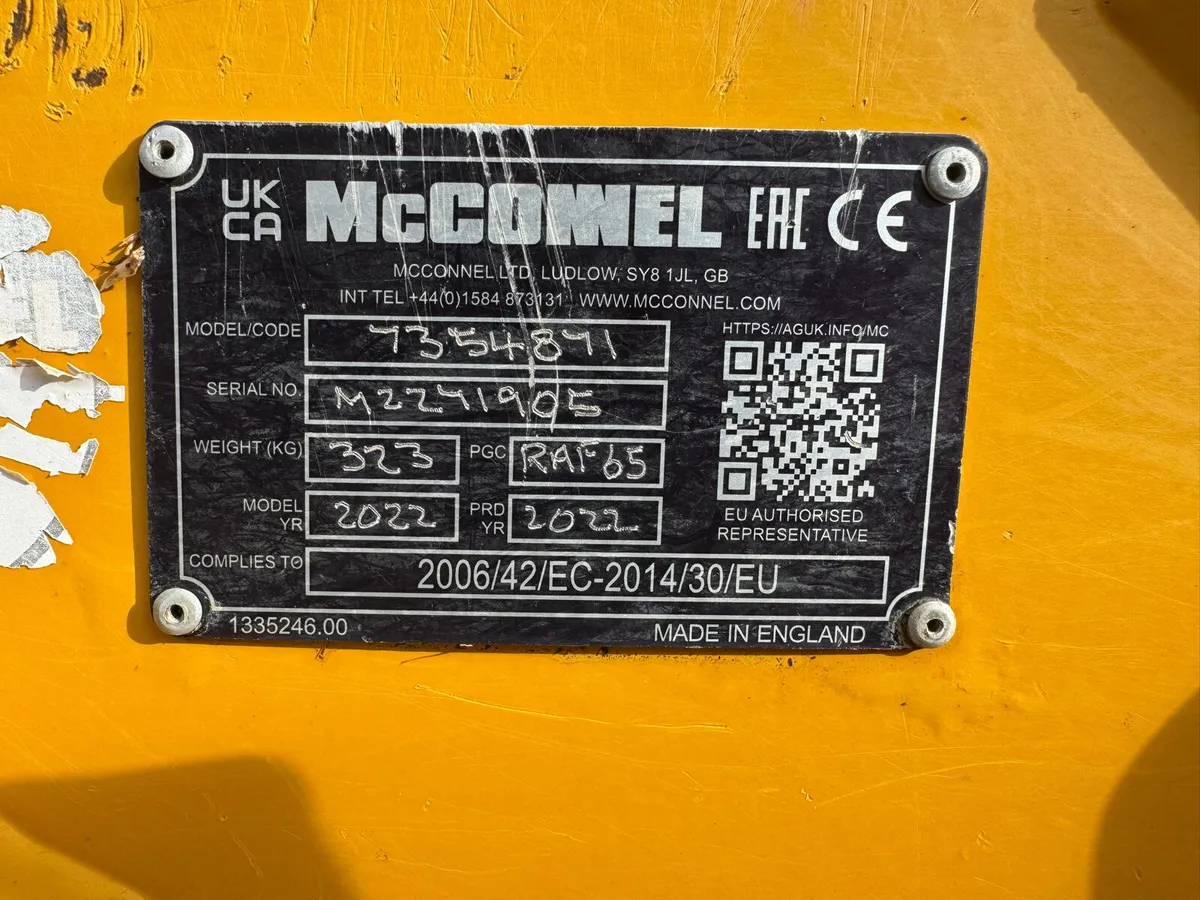 UK
CA
McCONNEL
EAC CE
MCCONNEL LTD, LUDLOW, SY8 1JL, GB
INT TEL +44(0)1584 873131 WWW.MCCONNEL.COM
MODEL/CODE 7354871
HTTPS://AGUK.INFO/MC
SERIAL NO. M2271905
WEIGHT (KG) 323 PGC RAF65
MODEL YR 2022 PRD YR 2022
EU AUTHORISED
REPRESENTATIVE
COMPLIES TO 2006/42/EC-2014/30/EU
1335246.00 MADE IN ENGLAND